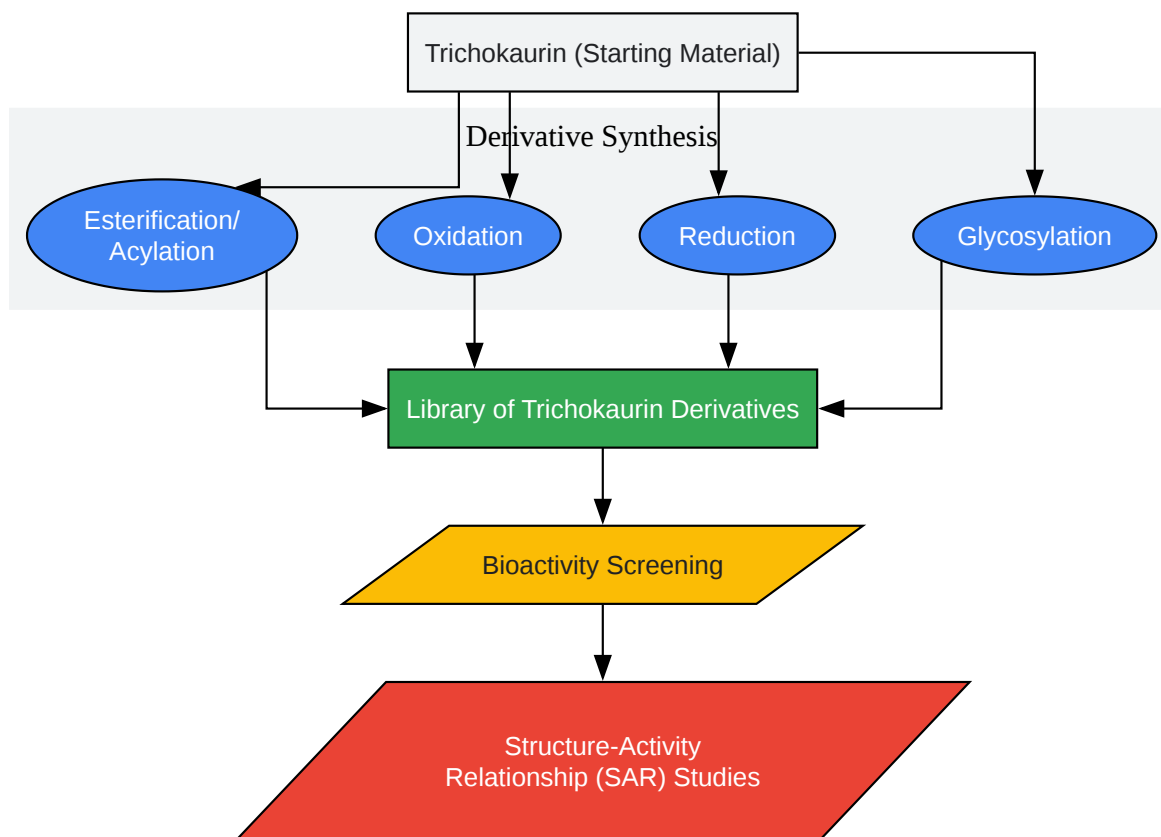 Trichokaurin (Starting Material)
Derivative Synthesis
Esterification/
Acylation
Oxidation
Reduction
Glycosylation
Library of Trichokaurin Derivatives
Bioactivity Screening
Structure-Activity
Relationship (SAR) Studies